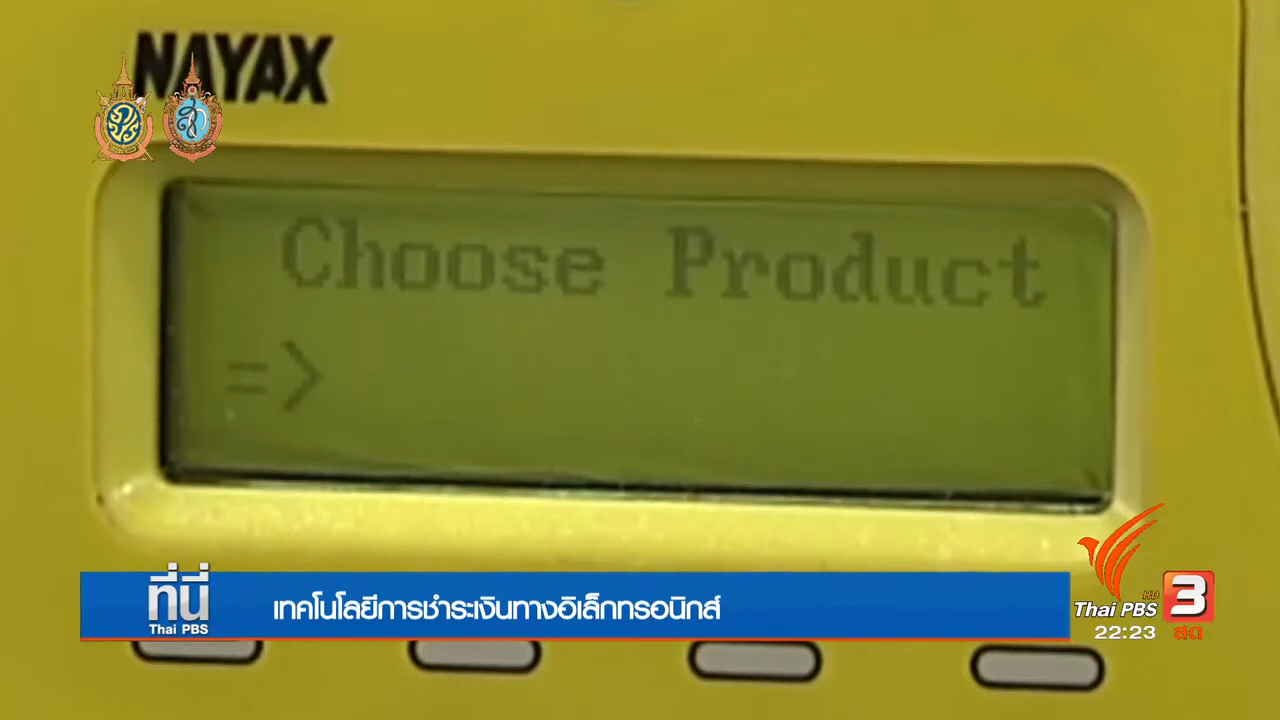 NAYAX
Choose Product
=>
ที่นี่
Thai PBS
เทคโนโลยีการชำระเงินทางอิเล็กทรอนิกส์
HD
Thai PBS
3
22:23
สด